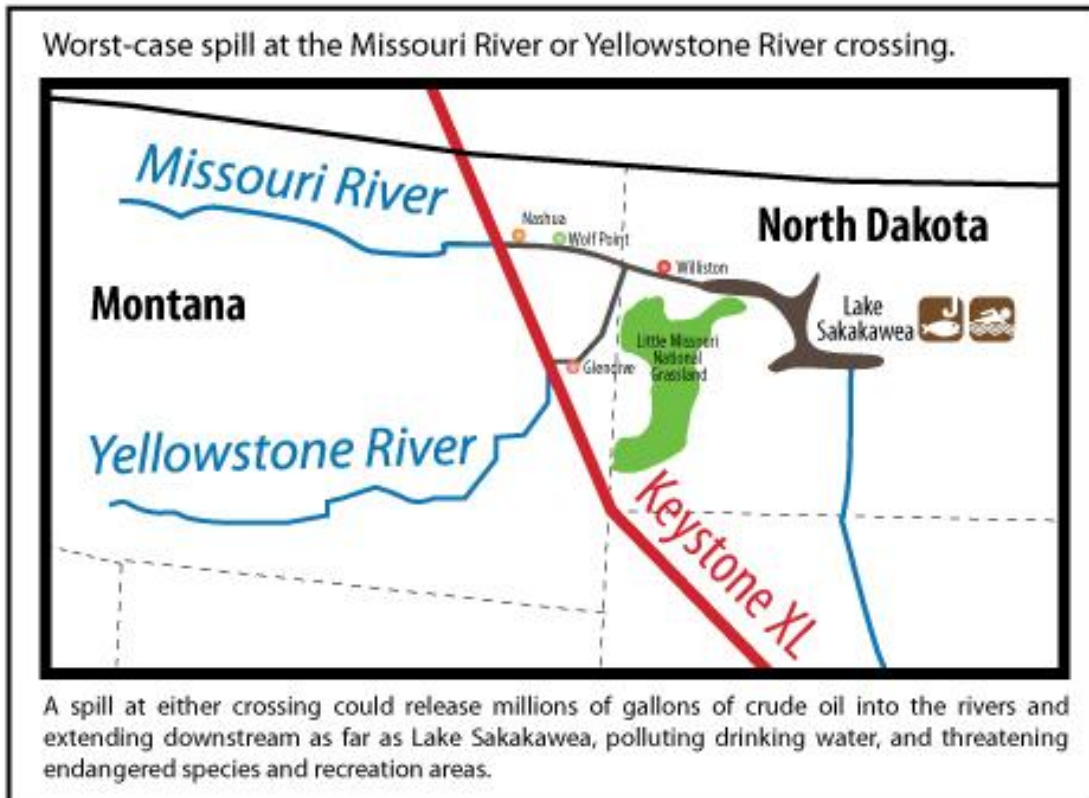 Worst-case spill at the Missouri River or Yellowstone River crossing.
Missouri River
Nashua
Wolf Point
North Dakota
Williston
Montana
Lake
Sakakawea
Little Missouri
National
Grassland
Glendive
Yellowstone River
Keystone XL
A spill at either crossing could release millions of gallons of crude oil into the rivers and
extending downstream as far as Lake Sakakawea, polluting drinking water, and threatening
endangered species and recreation areas.